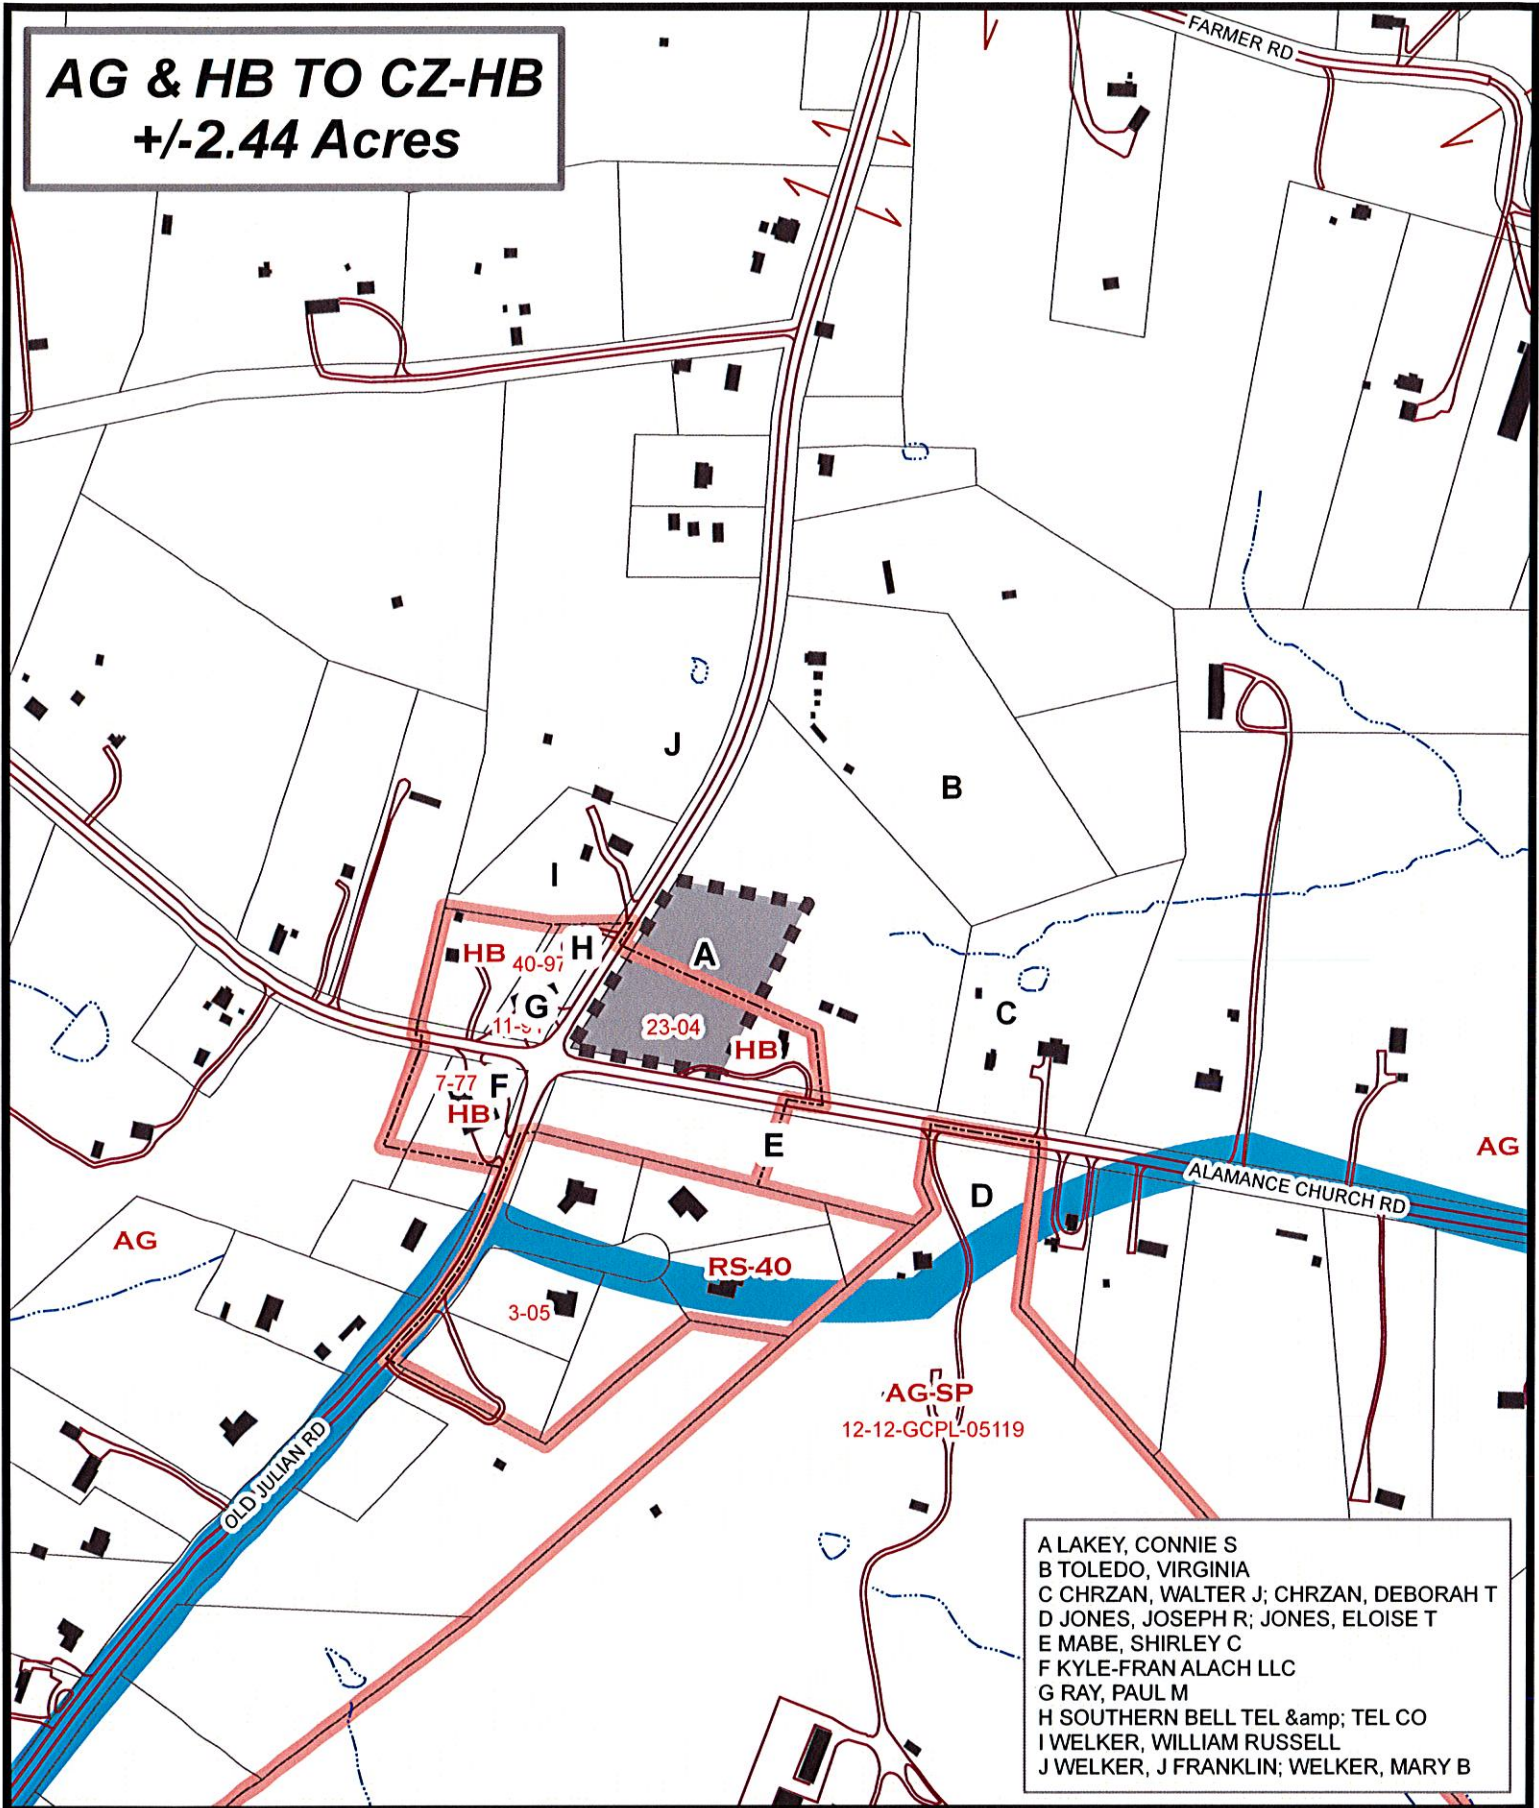 AG & HB TO CZ-HB
+/-2.44 Acres
FARMER RD
J
B
I
A
H
HB
40-97
G
C
23-04
HB
7-77
F
HB
E
AG
ALAMANCE CHURCH RD
D
AG
RS-40
3-05
AG-SP
12-12-GCPL-05119
OLD JULIAN RD
A LAKEY, CONNIE S
B TOLEDO, VIRGINIA
C CHRZAN, WALTER J; CHRZAN, DEBORAH T
D JONES, JOSEPH R; JONES, ELOISE T
E MABE, SHIRLEY C
F KYLE-FRAN ALACH LLC
G RAY, PAUL M
H SOUTHERN BELL TEL &amp; TEL CO
I WELKER, WILLIAM RUSSELL
J WELKER, J FRANKLIN; WELKER, MARY B